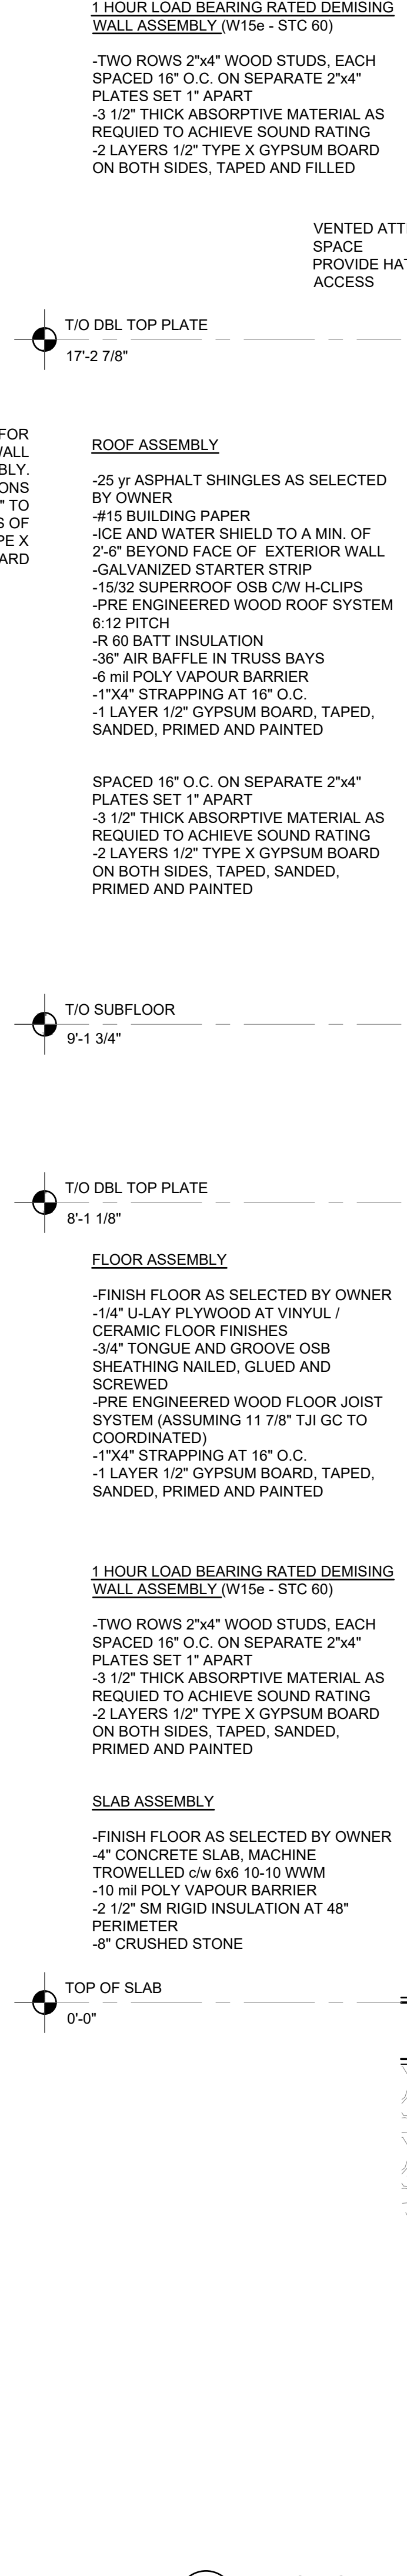 1 HOUR LOAD BEARING RATED DEMISING
WALL ASSEMBLY (W15e - STC 60)
-TWO ROWS 2"x4" WOOD STUDS, EACH
SPACED 16" O.C. ON SEPARATE 2"x4"
PLATES SET 1" APART
-3 1/2" THICK ABSORPTIVE MATERIAL AS
REQUIED TO ACHIEVE SOUND RATING
-2 LAYERS 1/2" TYPE X GYPSUM BOARD
ON BOTH SIDES, TAPED AND FILLED
VENTED ATT
SPACE
PROVIDE HAT
ACCESS
T/O DBL TOP PLATE
17'-2 7/8"
FOR
WALL
BLY.
ONS
" TO
S OF
PE X
ARD
ROOF ASSEMBLY
-25 yr ASPHALT SHINGLES AS SELECTED
BY OWNER
-#15 BUILDING PAPER
-ICE AND WATER SHIELD TO A MIN. OF
2'-6" BEYOND FACE OF EXTERIOR WALL
-GALVANIZED STARTER STRIP
-15/32 SUPERROOF OSB C/W H-CLIPS
-PRE ENGINEERED WOOD ROOF SYSTEM
6:12 PITCH
-R 60 BATT INSULATION
-36" AIR BAFFLE IN TRUSS BAYS
-6 mil POLY VAPOUR BARRIER
-1"X4" STRAPPING AT 16" O.C.
-1 LAYER 1/2" GYPSUM BOARD, TAPED,
SANDED, PRIMED AND PAINTED
SPACED 16" O.C. ON SEPARATE 2"x4"
PLATES SET 1" APART
-3 1/2" THICK ABSORPTIVE MATERIAL AS
REQUIED TO ACHIEVE SOUND RATING
-2 LAYERS 1/2" TYPE X GYPSUM BOARD
ON BOTH SIDES, TAPED, SANDED,
PRIMED AND PAINTED
T/O SUBFLOOR
9'-1 3/4"
T/O DBL TOP PLATE
8'-1 1/8"
FLOOR ASSEMBLY
-FINISH FLOOR AS SELECTED BY OWNER
-1/4" U-LAY PLYWOOD AT VINYUL /
CERAMIC FLOOR FINISHES
-3/4" TONGUE AND GROOVE OSB
SHEATHING NAILED, GLUED AND
SCREWED
-PRE ENGINEERED WOOD FLOOR JOIST
SYSTEM (ASSUMING 11 7/8" TJI GC TO
COORDINATED)
-1"X4" STRAPPING AT 16" O.C.
-1 LAYER 1/2" GYPSUM BOARD, TAPED,
SANDED, PRIMED AND PAINTED
1 HOUR LOAD BEARING RATED DEMISING
WALL ASSEMBLY (W15e - STC 60)
-TWO ROWS 2"x4" WOOD STUDS, EACH
SPACED 16" O.C. ON SEPARATE 2"x4"
PLATES SET 1" APART
-3 1/2" THICK ABSORPTIVE MATERIAL AS
REQUIED TO ACHIEVE SOUND RATING
-2 LAYERS 1/2" TYPE X GYPSUM BOARD
ON BOTH SIDES, TAPED, SANDED,
PRIMED AND PAINTED
SLAB ASSEMBLY
-FINISH FLOOR AS SELECTED BY OWNER
-4" CONCRETE SLAB, MACHINE
TROWELLED c/w 6x6 10-10 WWM
-10 mil POLY VAPOUR BARRIER
-2 1/2" SM RIGID INSULATION AT 48"
PERIMETER
-8" CRUSHED STONE
TOP OF SLAB
0'-0"